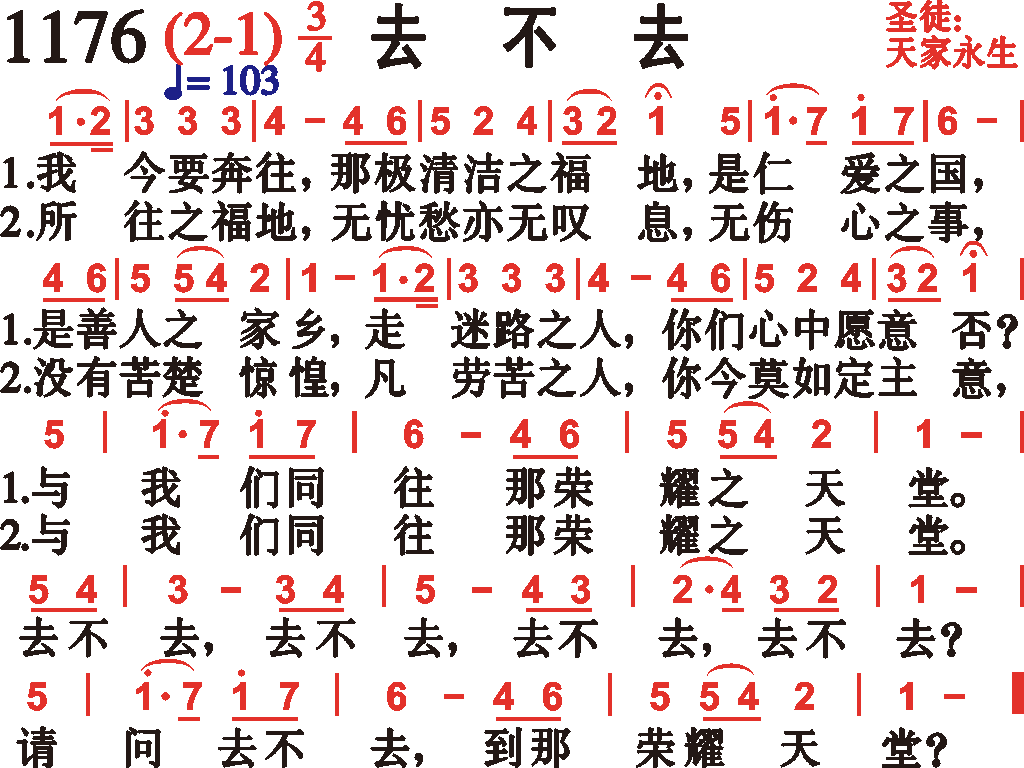 1176 (2-1) 3/4 去不去 圣徒:
♩= 103 天家永生
1·2|3 3 3|4 - 4 6|5 2 4|3 2 1 5|1·7 1 7|6 -|
1.我 今要奔往,那极清洁之福 地,是仁 爱之国,
2.所 往之福地,无忧愁亦无叹 息,无伤 心之事,
4 6|5 5 4 2|1 - 1·2|3 3 3|4 - 4 6|5 2 4|3 2 1|
1.是善人之 家乡,走 迷路之人,你们心中愿意 否?
2.没有苦楚 惊惶,凡 劳苦之人,你今莫如定主 意,
5 | 1·7 1 7 | 6 - 4 6 | 5 5 4 2 | 1 - |
1.与 我 们同 往 那荣 耀之 天 堂。
2.与 我 们同 往 那荣 耀之 天 堂。
5 4 | 3 - 3 4 | 5 - 4 3 | 2·4 3 2 | 1 - |
去不 去, 去不 去, 去不 去, 去不 去?
5 | 1·7 1 7 | 6 - 4 6 | 5 5 4 2 | 1 -
请 问 去不 去, 到那 荣耀 天 堂?